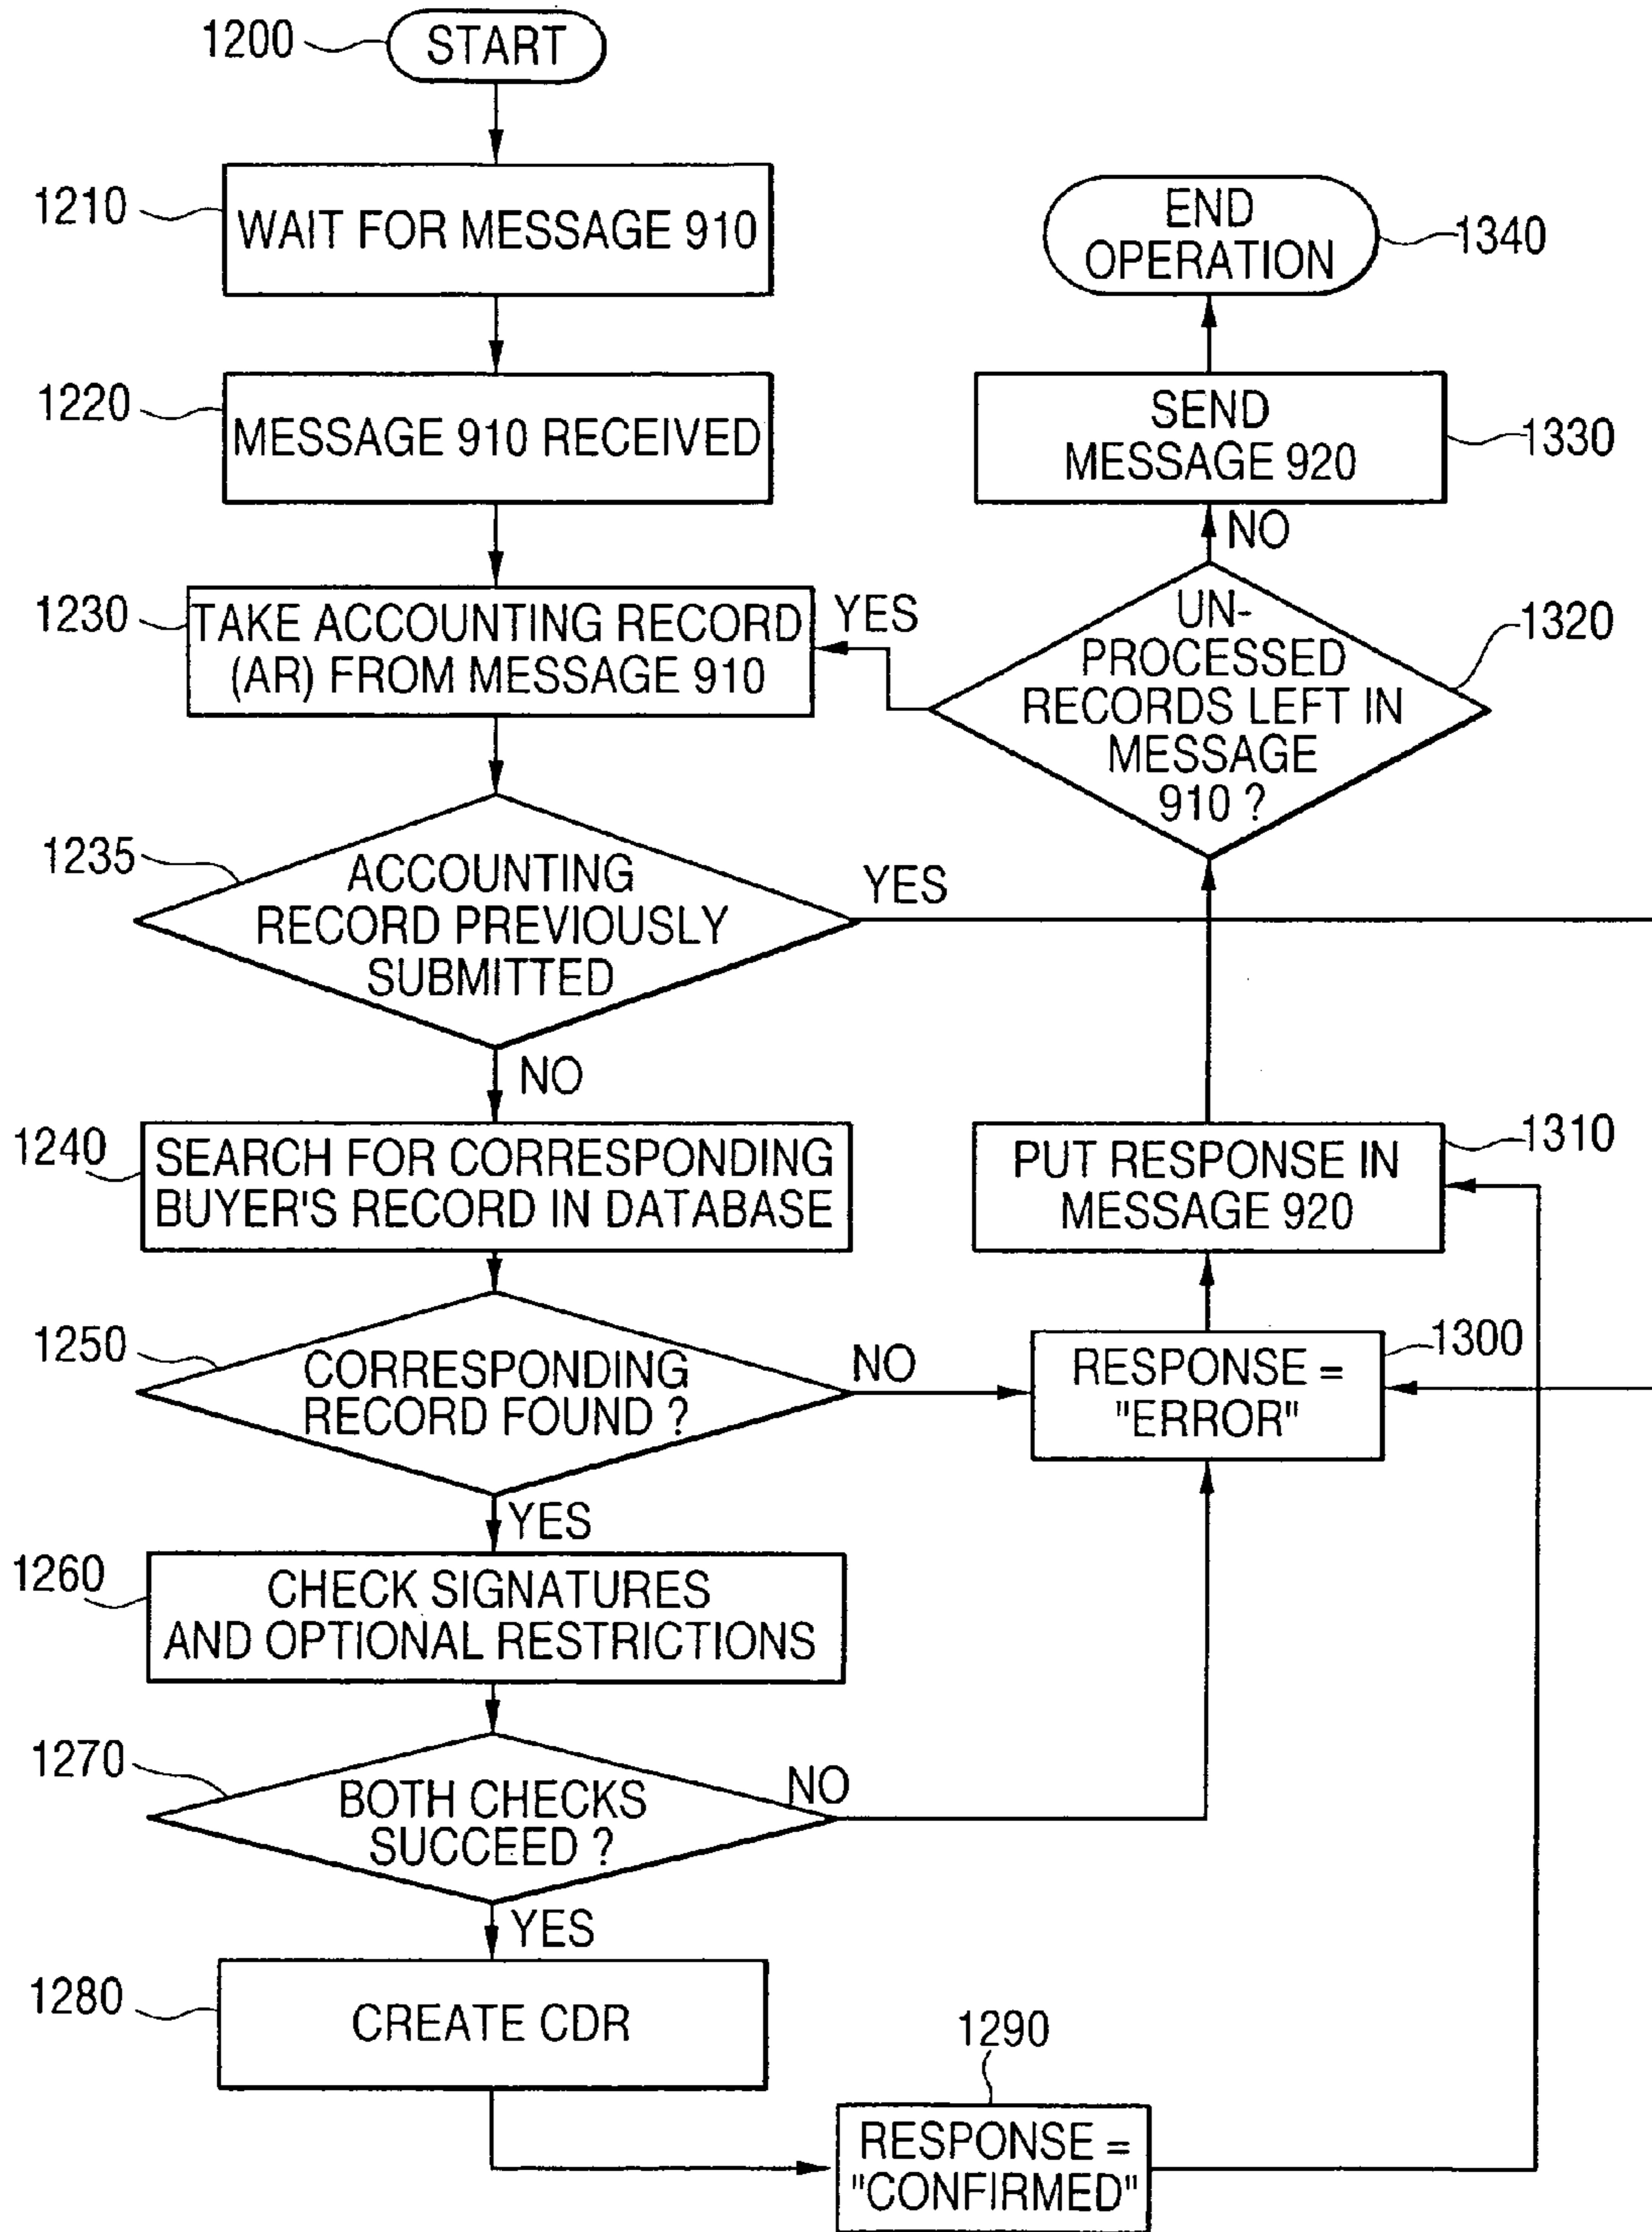 1200
START
1210
WAIT FOR MESSAGE 910
1220
MESSAGE 910 RECEIVED
1230
TAKE ACCOUNTING RECORD
(AR) FROM MESSAGE 910
1235
ACCOUNTING
RECORD PREVIOUSLY
SUBMITTED
YES
NO
1240
SEARCH FOR CORRESPONDING
BUYER'S RECORD IN DATABASE
1250
CORRESPONDING
RECORD FOUND ?
NO
YES
1260
CHECK SIGNATURES
AND OPTIONAL RESTRICTIONS
1270
BOTH CHECKS
SUCCEED ?
NO
YES
1280
CREATE CDR
1290
RESPONSE =
"CONFIRMED"
1300
RESPONSE =
"ERROR"
1310
PUT RESPONSE IN
MESSAGE 920
1320
UN-
PROCESSED
RECORDS LEFT IN
MESSAGE
910 ?
YES
NO
1330
SEND
MESSAGE 920
1340
END
OPERATION